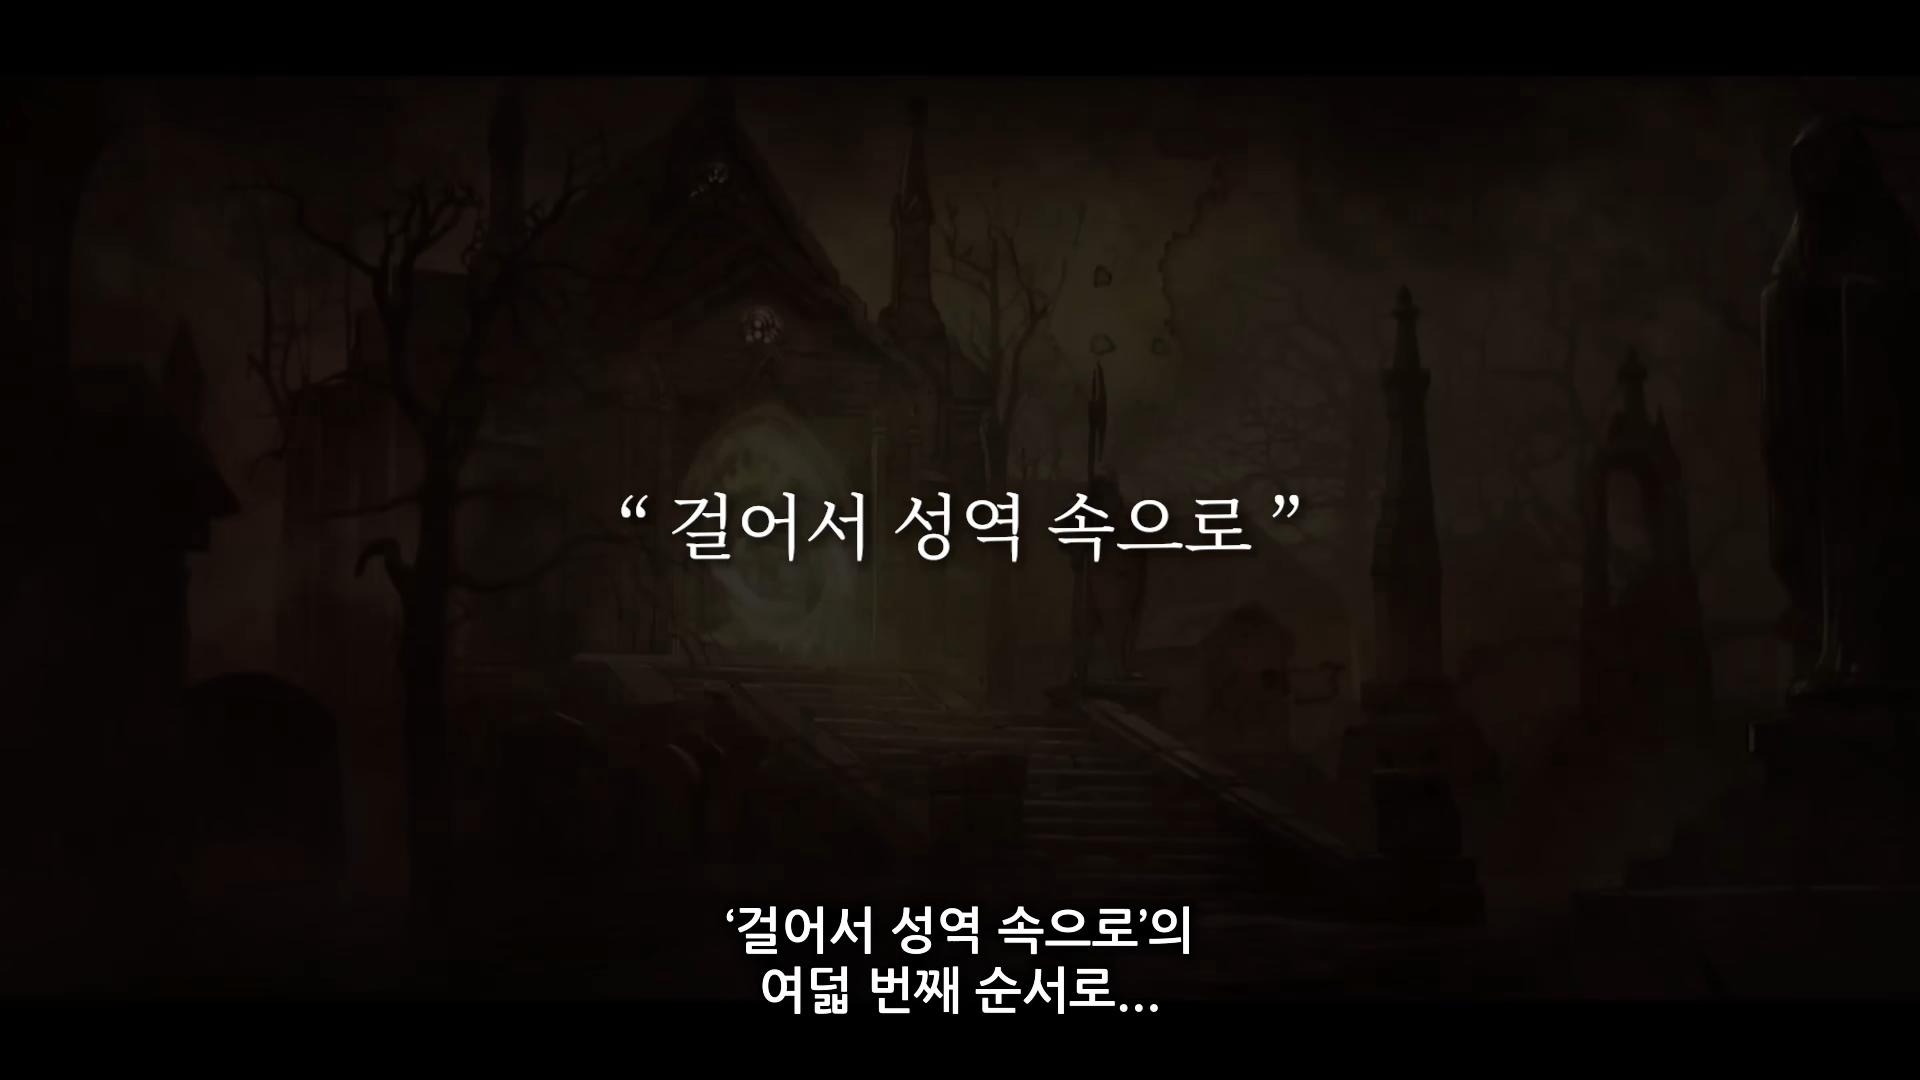 “ 걸어서 성역 속으로 ”
‘걸어서 성역 속으로’의
여덟 번째 순서로...